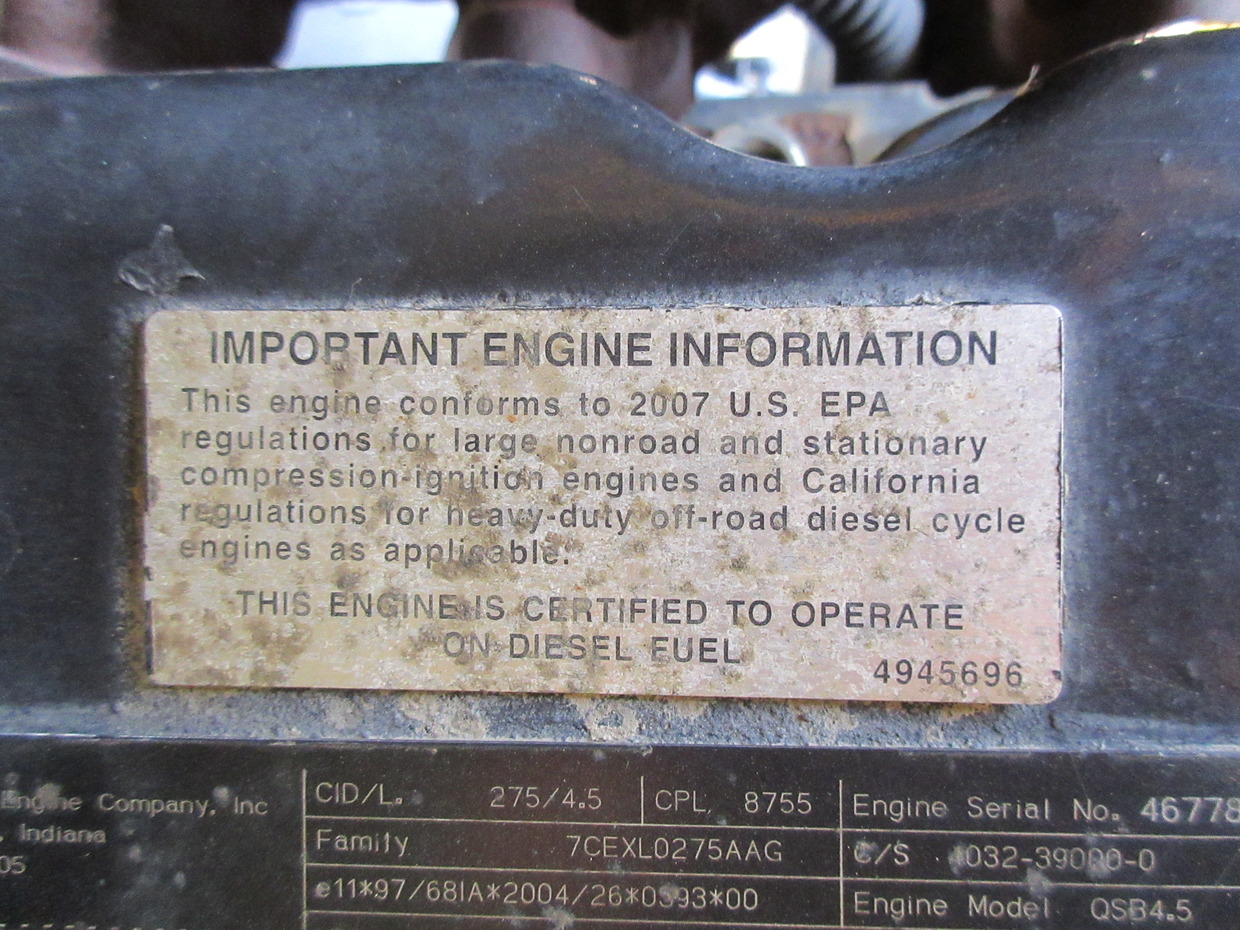 IMPORTANT ENGINE INFORMATION
This engine conforms to 2007 U.S. EPA
regulations for large nonroad and stationary
compression-ignition engines and California
regulations for heavy-duty off-road diesel cycle
engines as applicable.
THIS ENGINE IS CERTIFIED TO OPERATE
ON DIESEL FUEL
4945696
Engine Company, Inc
, Indiana
05
CID/L. 275/4.5
CPL 8755
Family 7CEXL0275AAG
e11*97/68IA*2004/26*0393*00
Engine Serial No. 46778
C/S
Engine Model QSB4.5